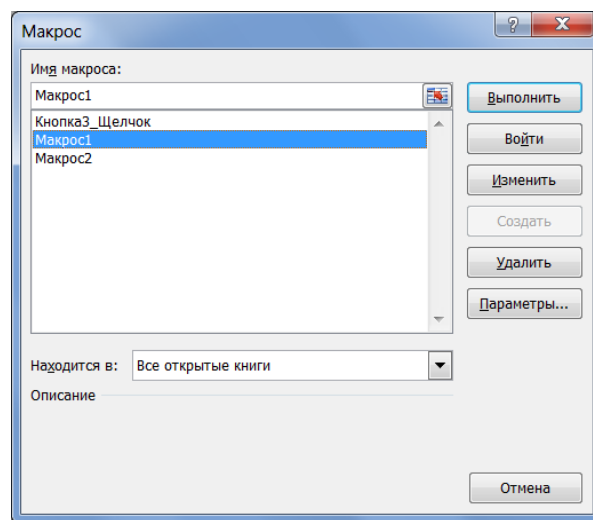 Макрос
Имя макроса:
Макрос1
Кнопка3_Щелчок
Макрос1
Макрос2
Выполнить
Войти
Изменить
Создать
Удалить
Параметры...
Находится в: Все открытые книги
Описание
Отмена